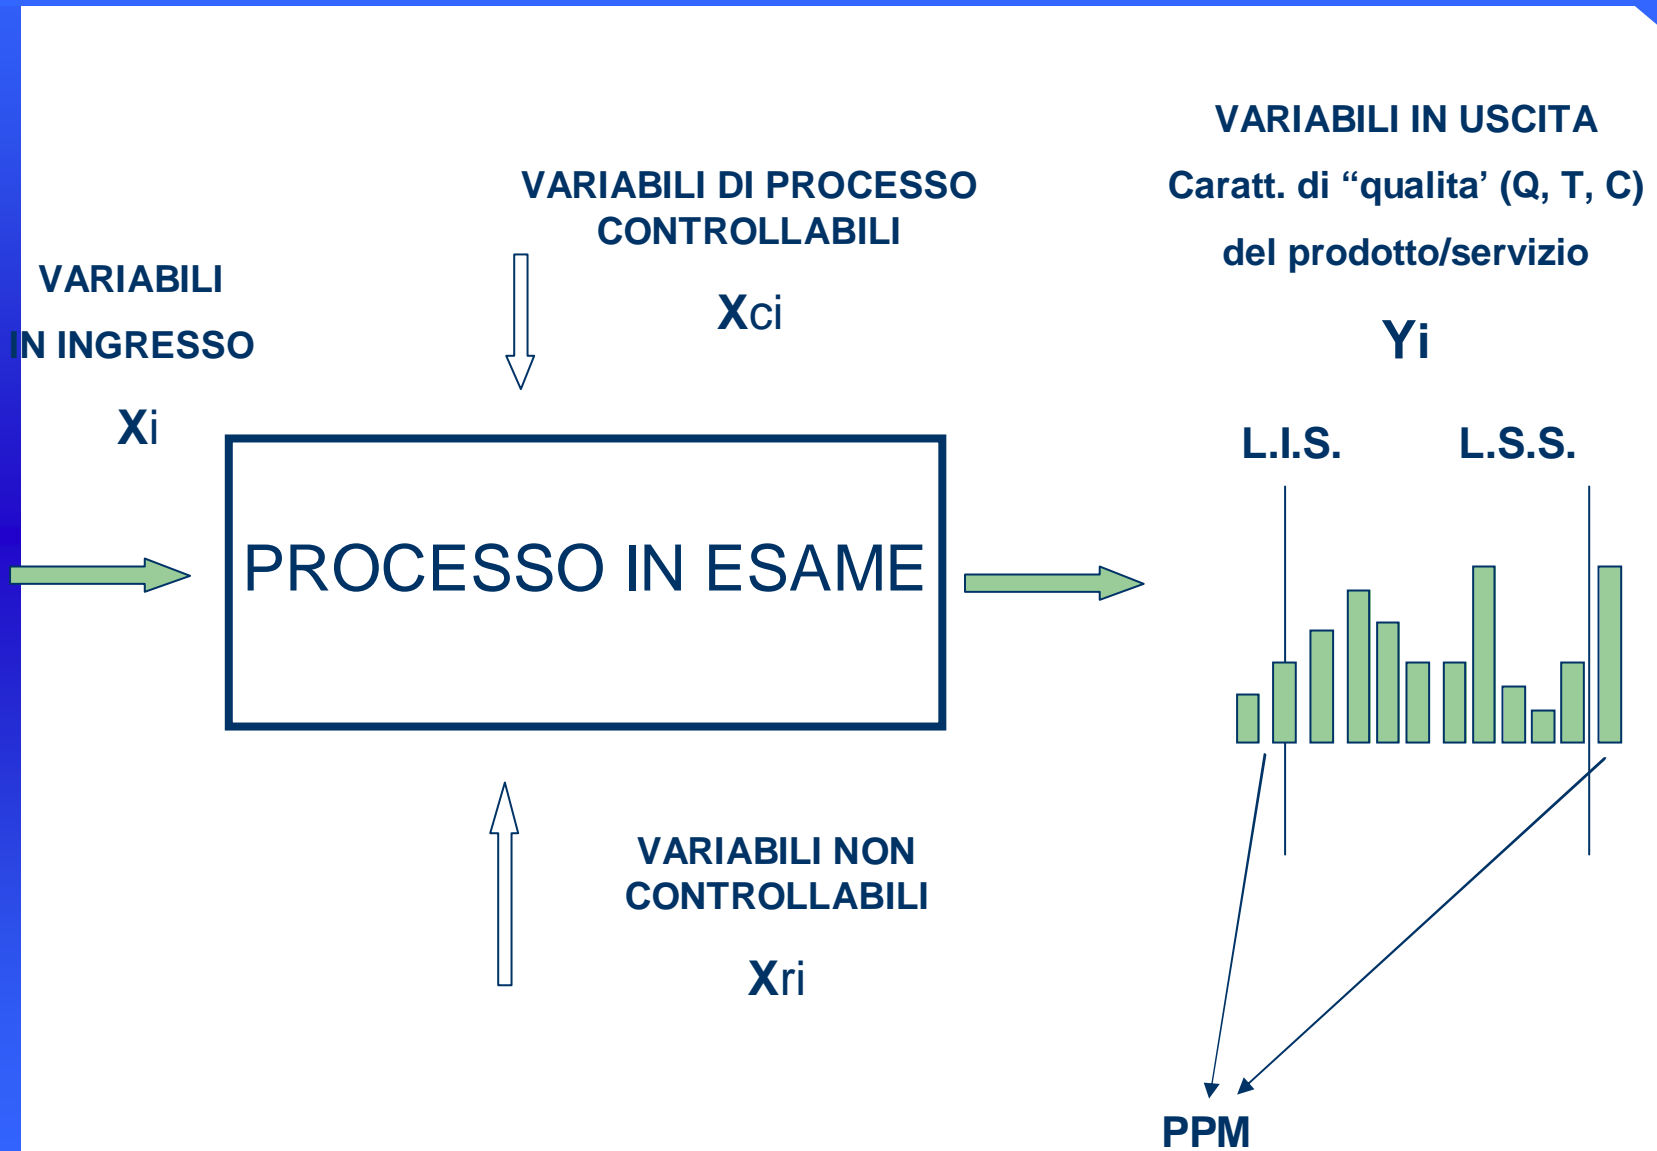 VARIABILI
IN INGRESSO
Xi
VARIABILI DI PROCESSO
CONTROLLABILI
Xci
VARIABILI IN USCITA
Caratt. di “qualita’ (Q, T, C)
del prodotto/servizio
Yi
L.I.S. L.S.S.
PROCESSO IN ESAME
VARIABILI NON
CONTROLLABILI
Xri
PPM